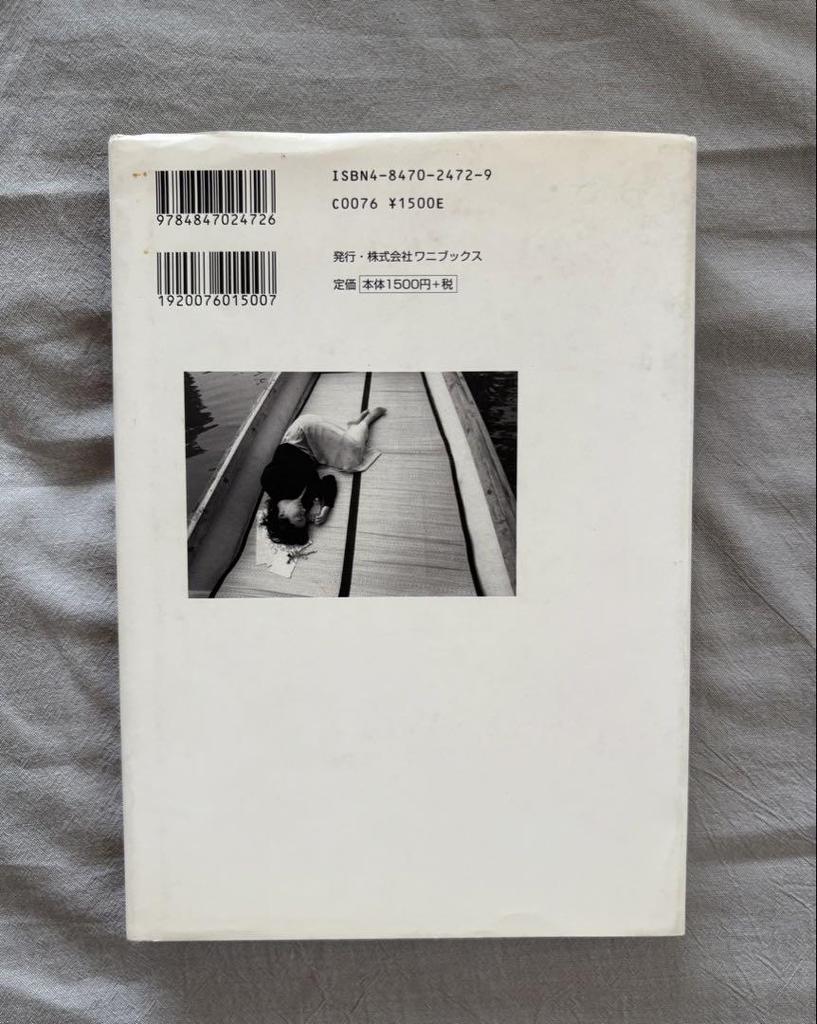 ISBN4-8470-2472-9
C0076 ¥1500E
9784847024726
発行・株式会社ワニブックス
定価 本体1500円+税
1920076015007